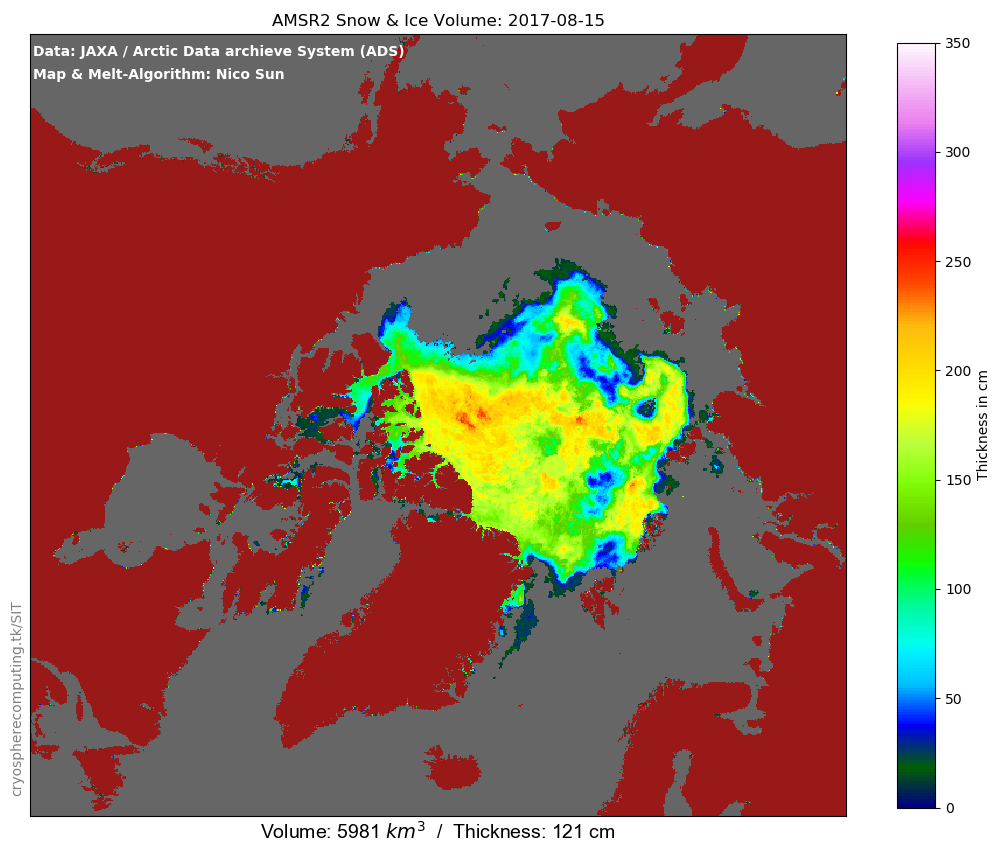 AMSR2 Snow & Ice Volume: 2017-08-15
Data: JAXA / Arctic Data archieve System (ADS)
Map & Melt-Algorithm: Nico Sun
350
300
250
200
150
100
50
0
Thickness in cm
cryospherecomputing.tk/SIT
Volume: 5981 km³ / Thickness: 121 cm